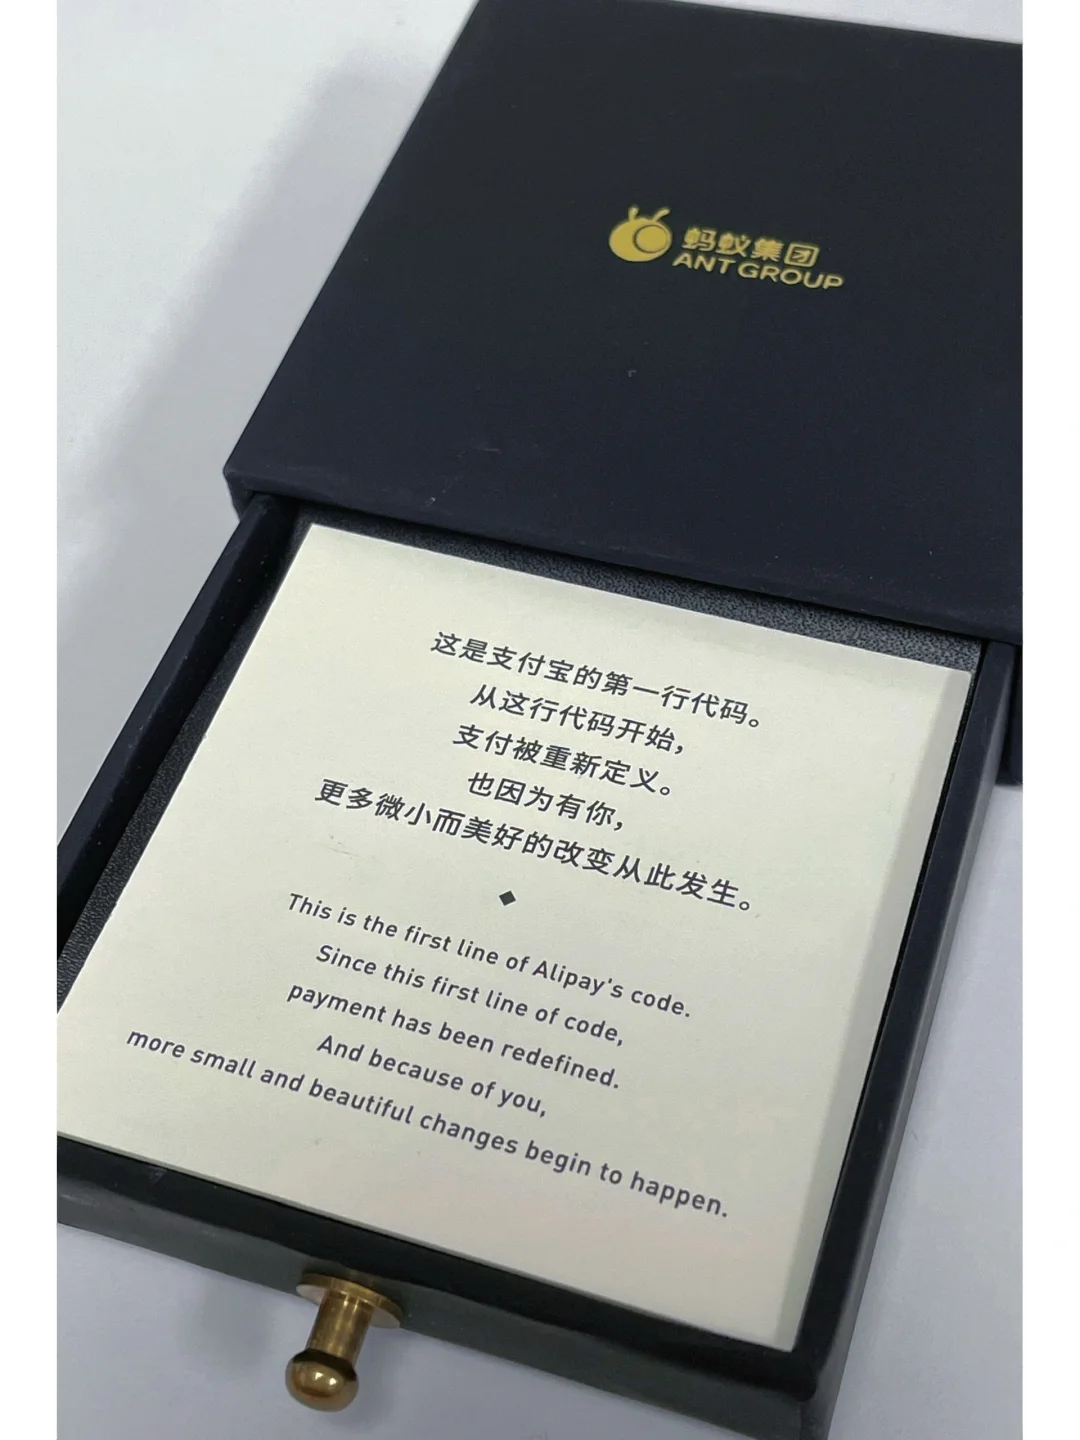 蚂蚁集团
ANT GROUP
这是支付宝的第一行代码。
从这行代码开始，
支付被重新定义。
也因为有你，
更多微小而美好的改变从此发生。
This is the first line of Alipay's code.
Since this first line of code,
payment has been redefined.
And because of you,
more small and beautiful changes begin to happen.